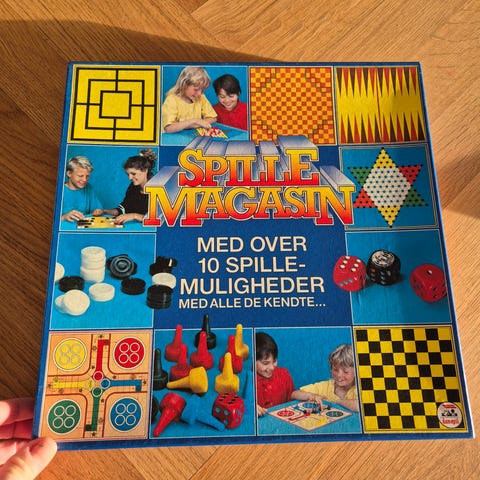 SPILLE
MAGASIN
MED OVER
10 SPILLE-
MULIGHEDER
MED ALLE DE KENDTE...